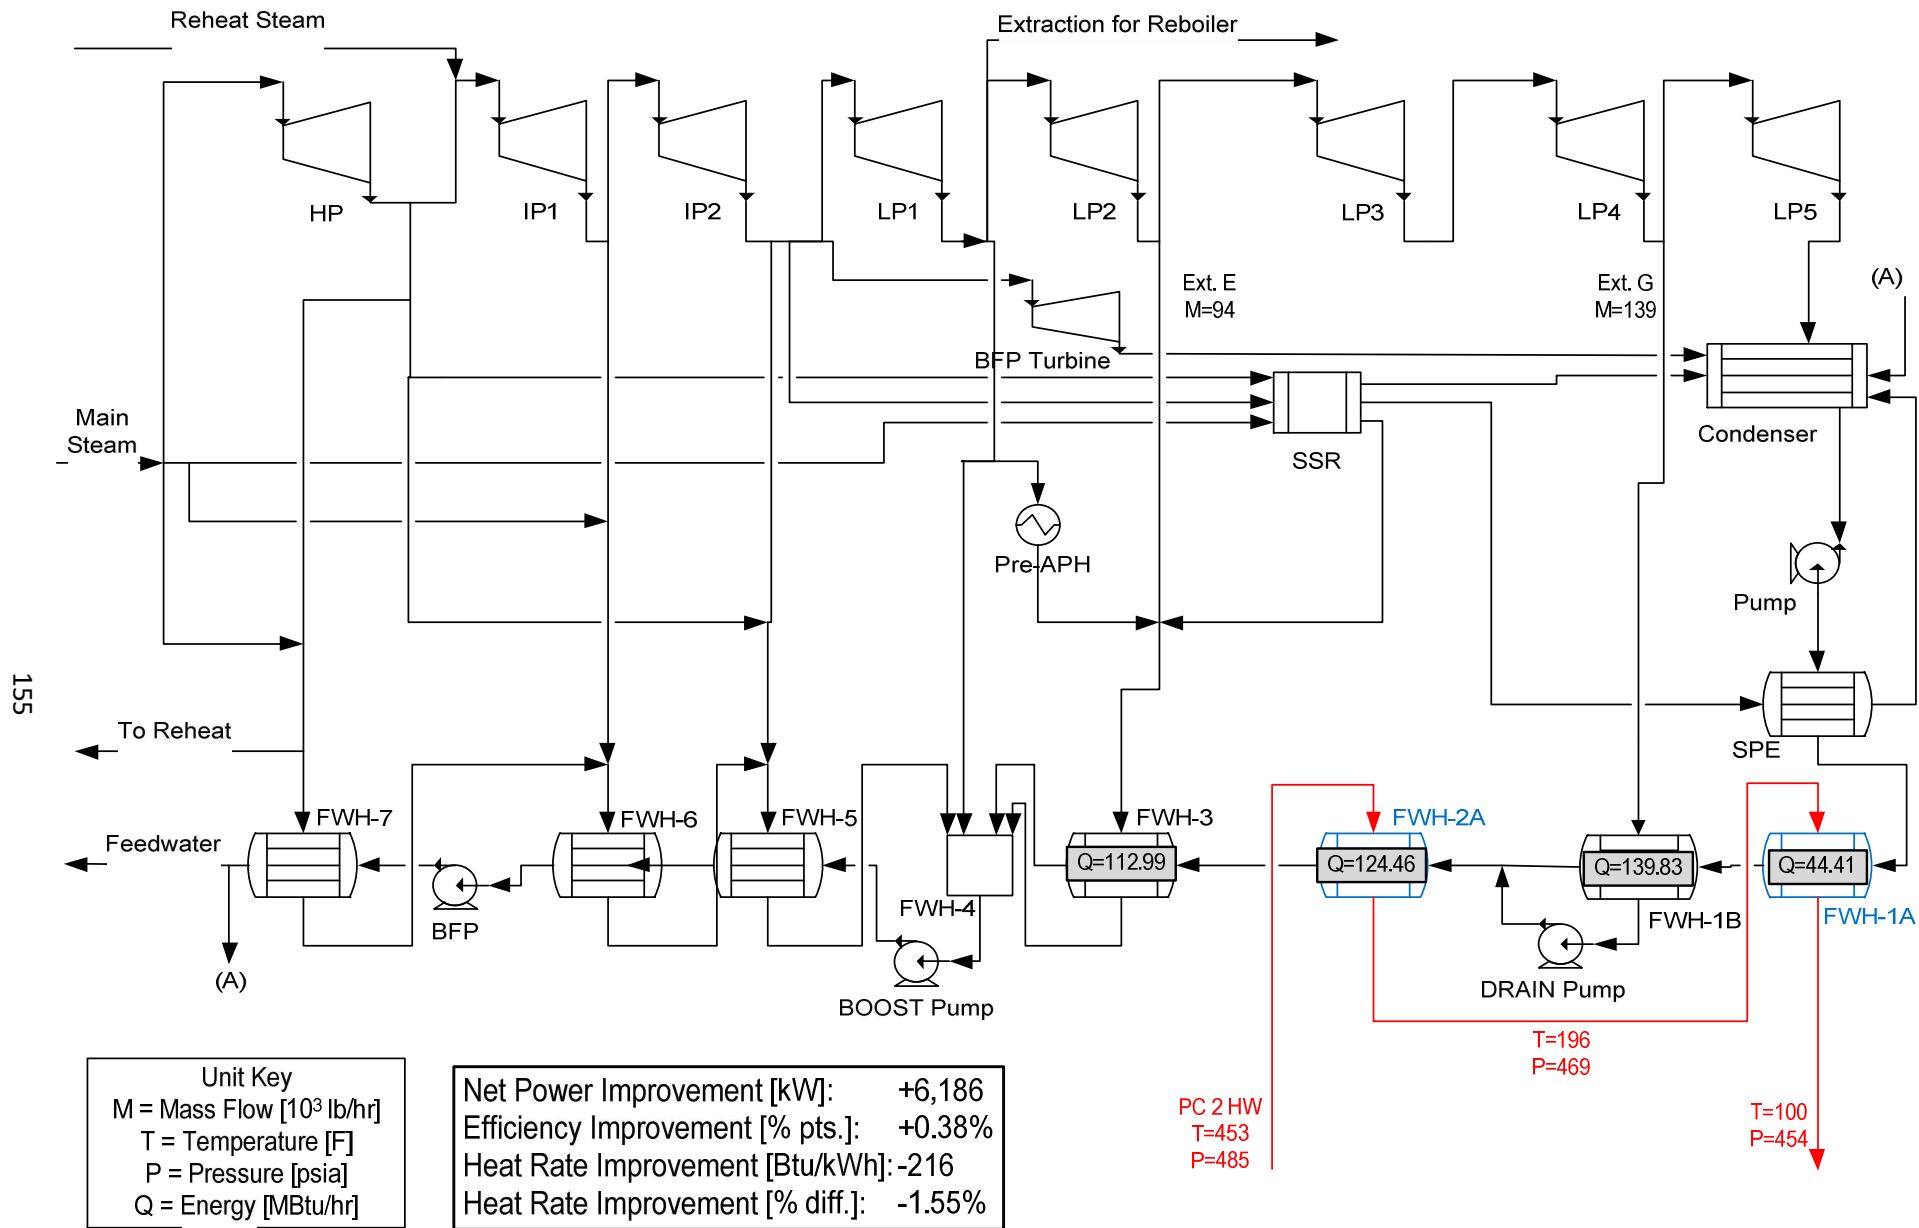 Reheat Steam
Extraction for Reboiler
HP
IP1
IP2
LP1
LP2
LP3
LP4
LP5
Ext. E
M=94
Ext. G
M=139
(A)
BFP Turbine
Main
Steam
SSR
Condenser
Pre-APH
Pump
155
To Reheat
SPE
Feedwater
FWH-7
FWH-6
FWH-5
FWH-3
FWH-2A
Q=112.99
Q=124.46
Q=139.83
Q=44.41
FWH-4
FWH-1B
FWH-1A
BFP
(A)
BOOST Pump
DRAIN Pump
T=196
P=469
PC 2 HW
T=453
P=485
T=100
P=454
Unit Key
M = Mass Flow [10³ lb/hr]
T = Temperature [F]
P = Pressure [psia]
Q = Energy [MBtu/hr]
Net Power Improvement [kW]: +6,186
Efficiency Improvement [% pts.]: +0.38%
Heat Rate Improvement [Btu/kWh]: -216
Heat Rate Improvement [% diff.]: -1.55%